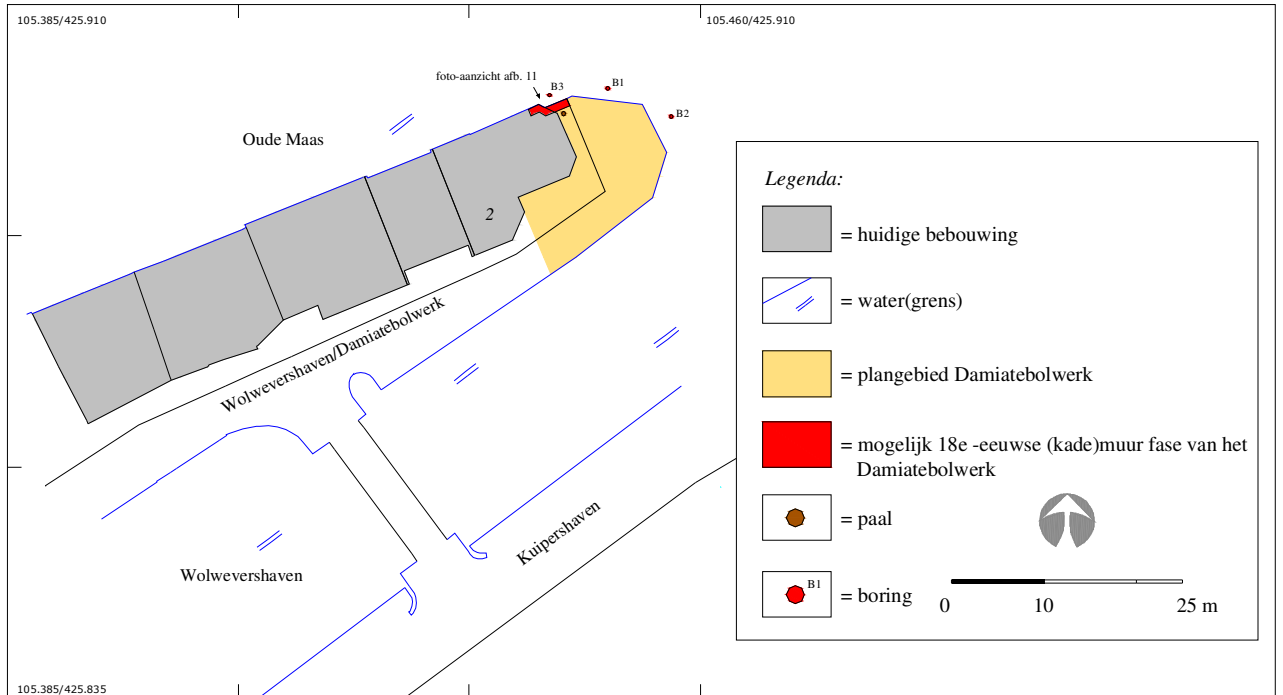 105.385/425.910
105.460/425.910
foto-aanzicht afb. 11
B3
B1
B2
Oude Maas
2
Wolwevershaven/Damiatebolwerk
Wolwevershaven
Kuipershaven
105.385/425.835
Legenda:
= huidige bebouwing
= water(grens)
= plangebied Damiatebolwerk
= mogelijk 18e -eeuwse (kade)muur fase van het
Damiatebolwerk
= paal
B1
= boring
0 10 25 m